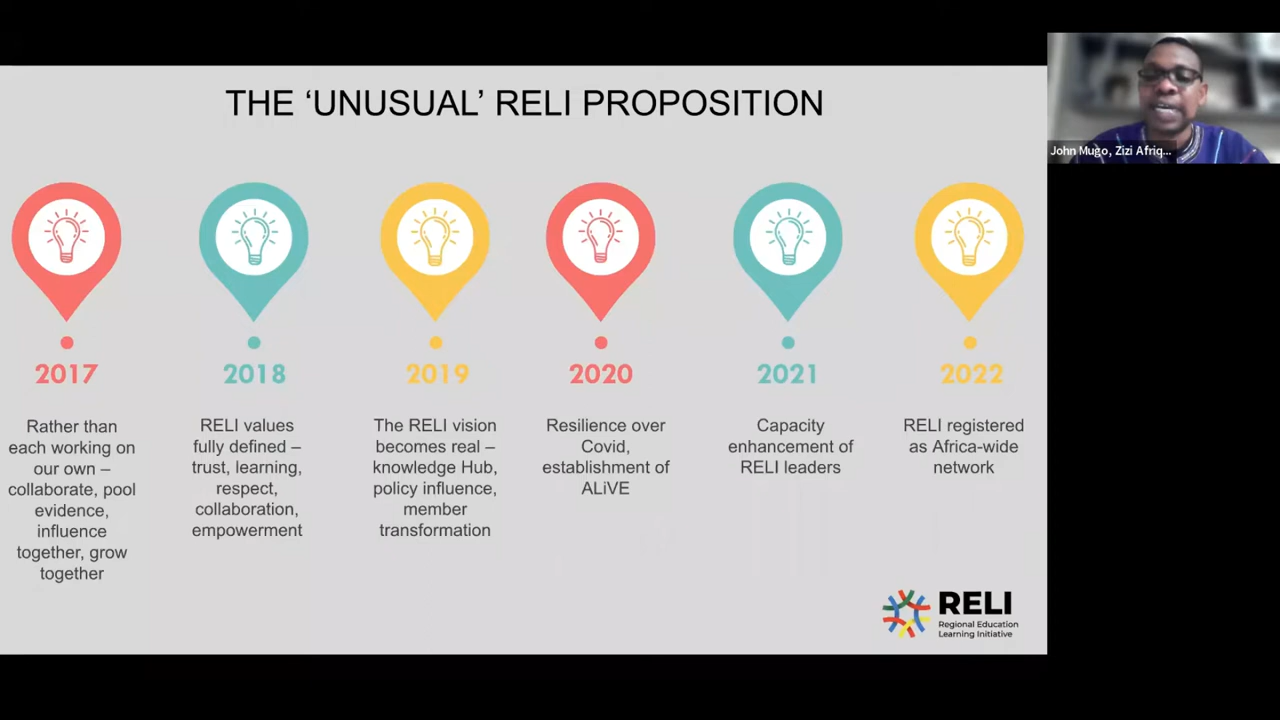 THE ‘UNUSUAL’ RELI PROPOSITION
John Mugo, Zizi Afriq...
2017
Rather than
each working on
our own –
collaborate, pool
evidence,
influence
together, grow
together
2018
RELI values
fully defined –
trust, learning,
respect,
collaboration,
empowerment
2019
The RELI vision
becomes real –
knowledge Hub,
policy influence,
member
transformation
2020
Resilience over
Covid,
establishment of
ALiVE
2021
Capacity
enhancement of
RELI leaders
2022
RELI registered
as Africa-wide
network
RELI
Regional Education
Learning Initiative